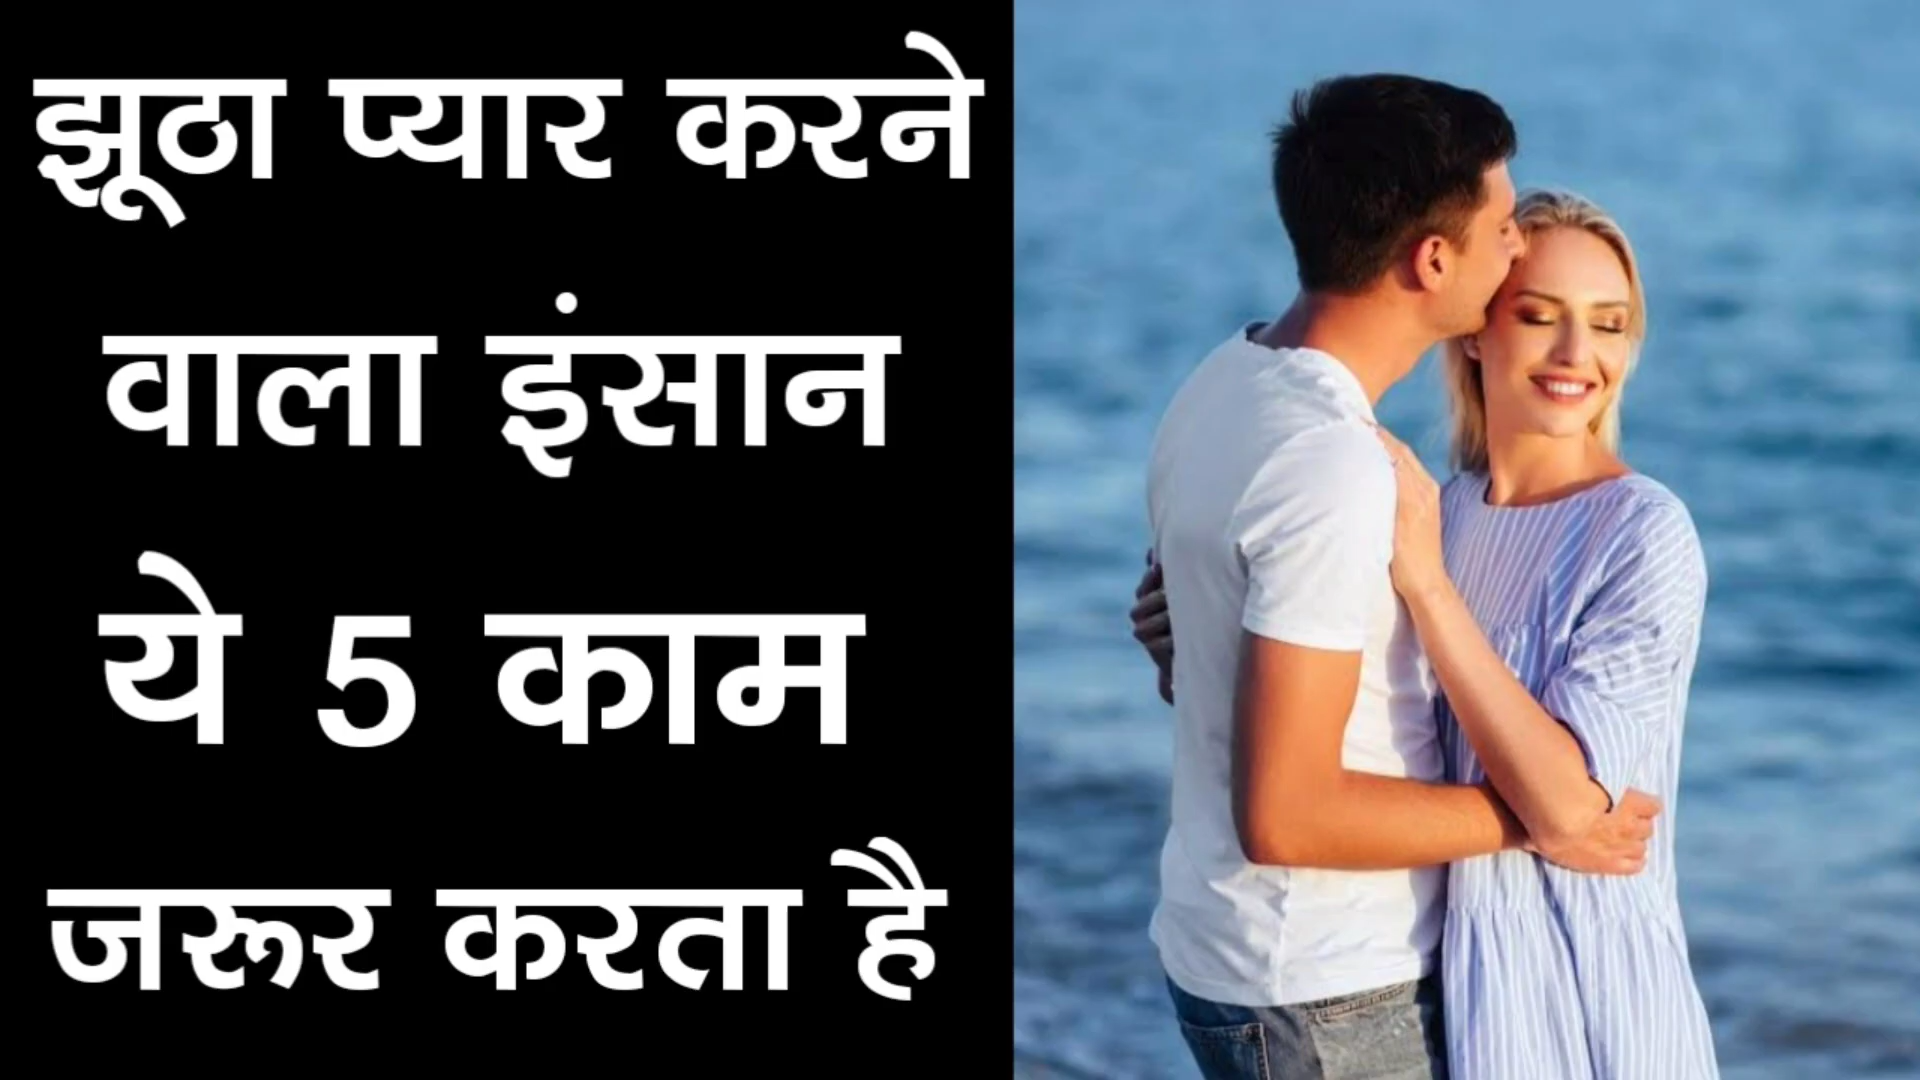 झूठा प्यार करने
वाला इंसान
ये 5 काम
जरूर करता है